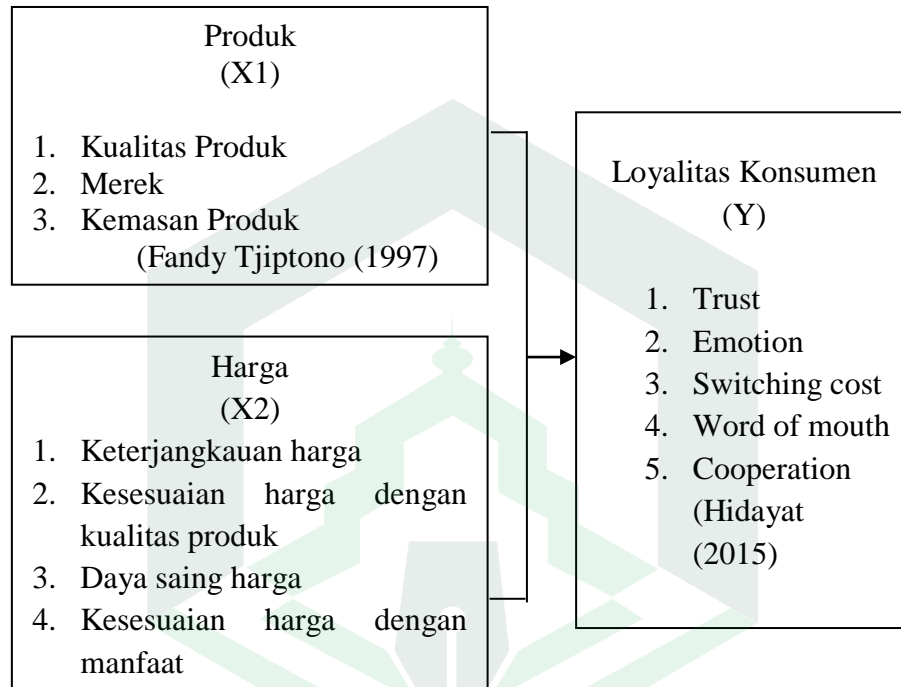 Produk
(X1)
1. Kualitas Produk
2. Merek
3. Kemasan Produk
(Fandy Tjiptono (1997)
Harga
(X2)
1. Keterjangkauan harga
2. Kesesuaian harga dengan
kualitas produk
3. Daya saing harga
4. Kesesuaian harga dengan
manfaat
Loyalitas Konsumen
(Y)
1. Trust
2. Emotion
3. Switching cost
4. Word of mouth
5. Cooperation
(Hidayat
(2015)